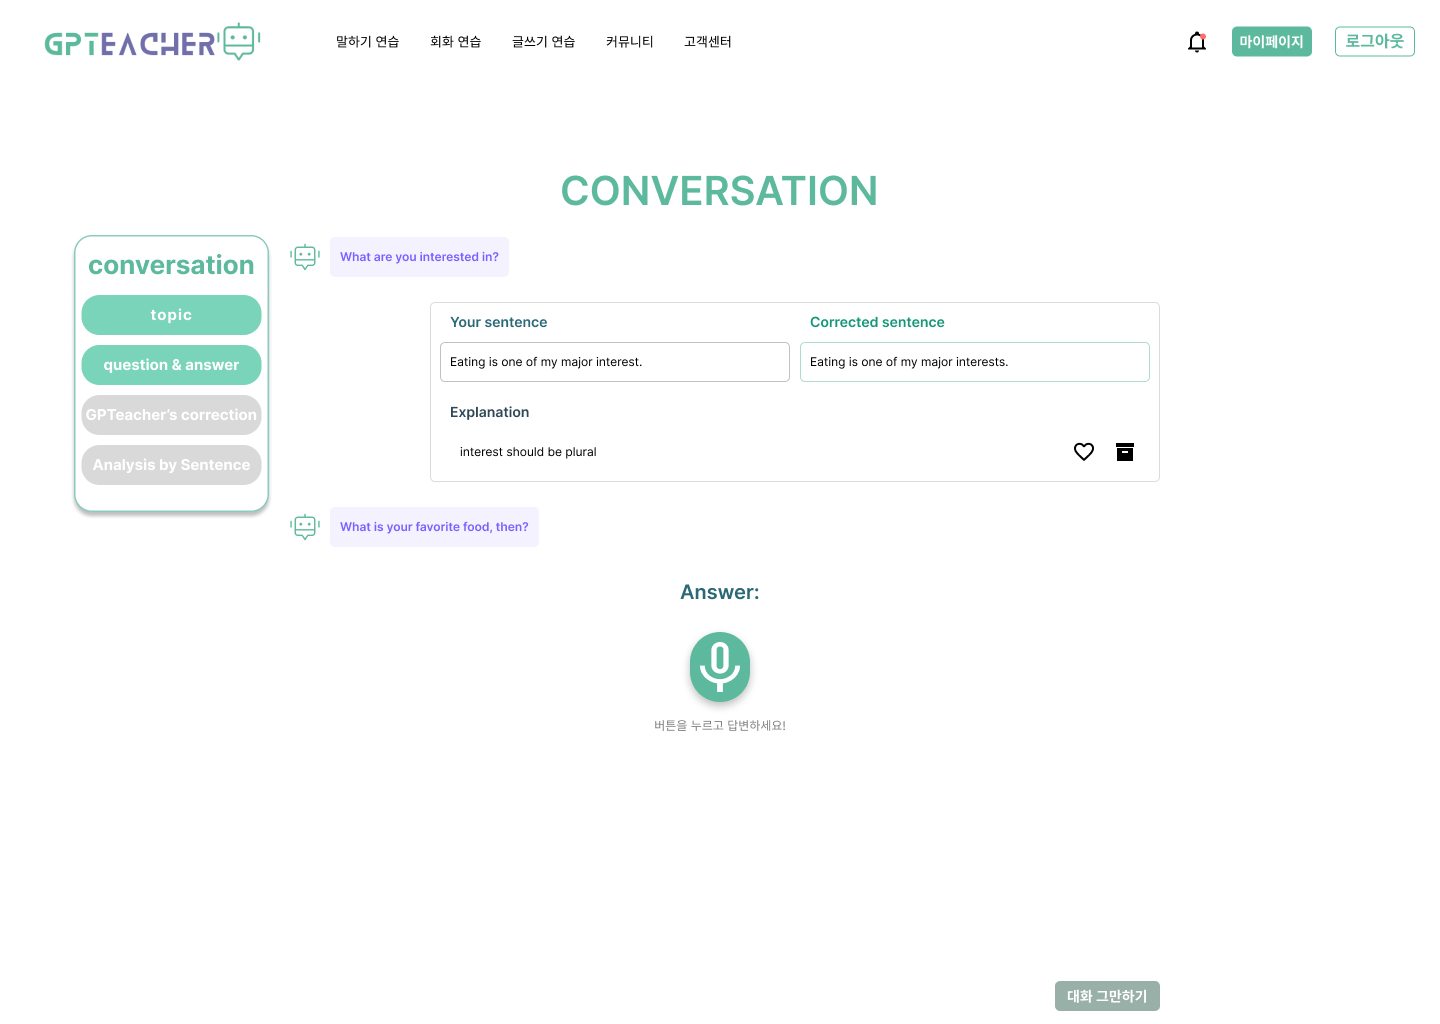 GPTEACHER
말하기 연습
회화 연습
글쓰기 연습
커뮤니티
고객센터
마이페이지
로그아웃
CONVERSATION
conversation
topic
question & answer
GPTeacher's correction
Analysis by Sentence
What are you interested in?
Your sentence
Corrected sentence
Eating is one of my major interest.
Eating is one of my major interests.
Explanation
interest should be plural
What is your favorite food, then?
Answer:
버튼을 누르고 답변하세요!
대화 그만하기